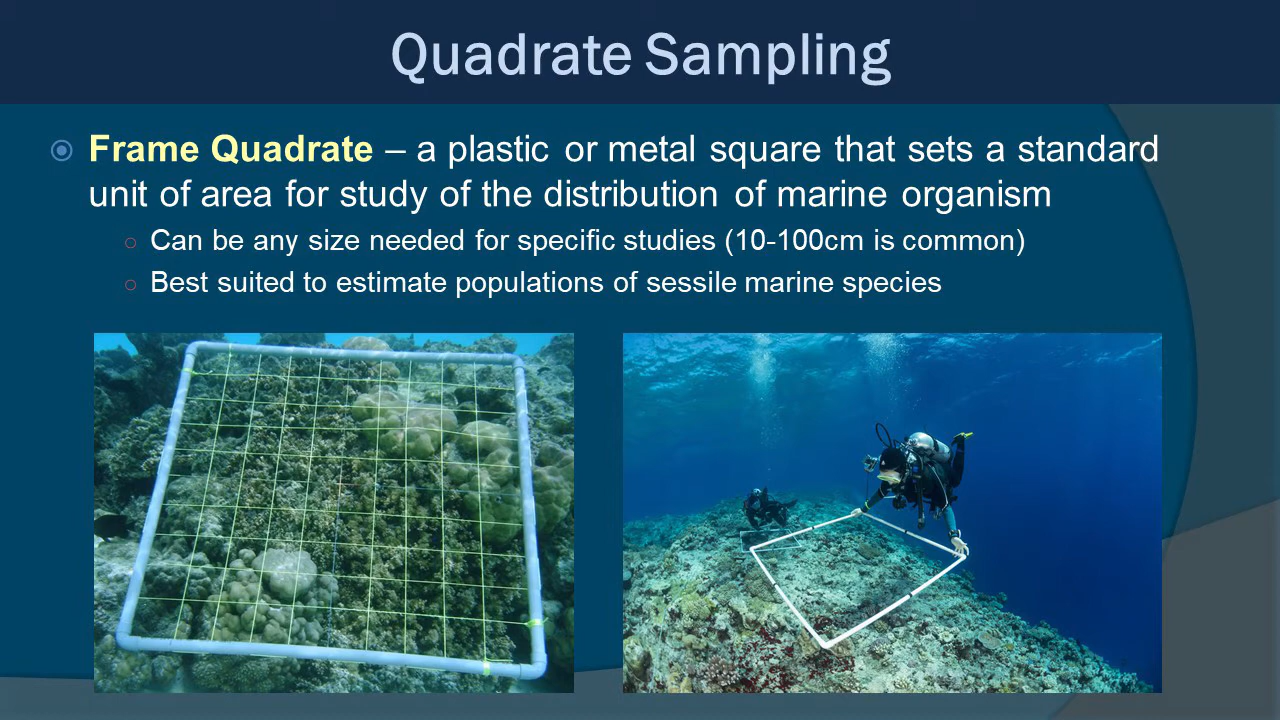 Quadrate Sampling
Frame Quadrate – a plastic or metal square that sets a standard
unit of area for study of the distribution of marine organism
Can be any size needed for specific studies (10-100cm is common)
Best suited to estimate populations of sessile marine species